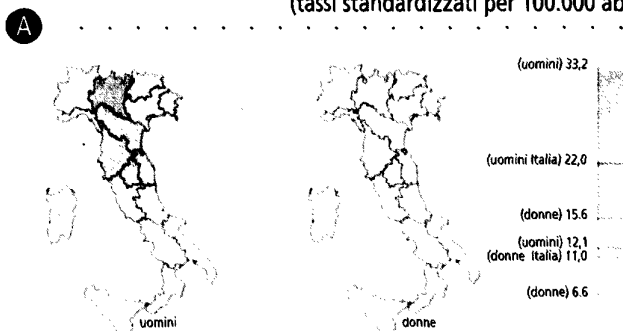 (tassi standardizzati per 100.000 ab
A
(uomini) 33,2
(uomini Italia) 22,0
(donne) 15.6
(uomini) 12,1
(donne Italia) 11,0
(donne) 6.6
uomini
donne